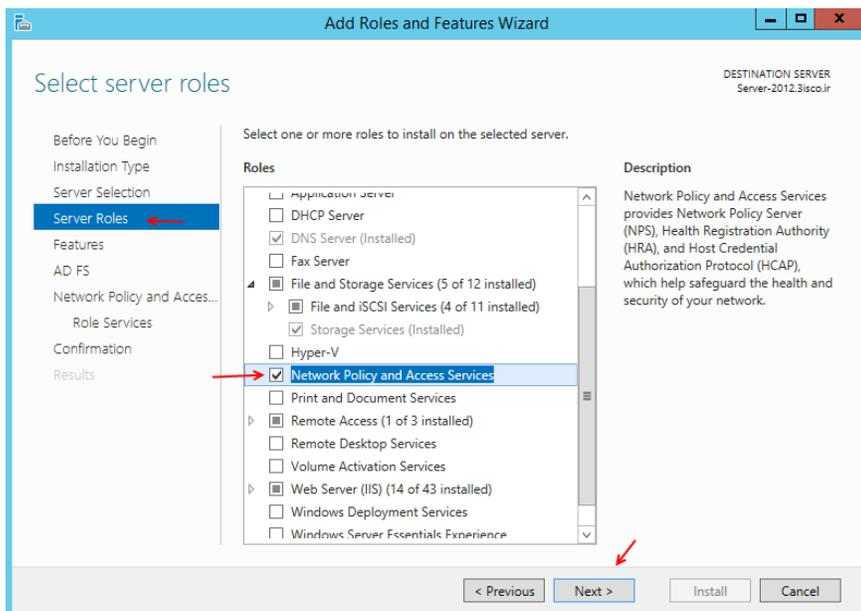 Add Roles and Features Wizard
Select server roles
DESTINATION SERVER
Server-2012.3isco.ir
Before You Begin
Installation Type
Server Selection
Server Roles
Features
AD FS
Network Policy and Acces...
Role Services
Confirmation
Results
Select one or more roles to install on the selected server.
Roles
Application Server
DHCP Server
DNS Server (Installed)
Fax Server
File and Storage Services (5 of 12 installed)
File and iSCSI Services (4 of 11 installed)
Storage Services (Installed)
Hyper-V
Network Policy and Access Services
Print and Document Services
Remote Access (1 of 3 installed)
Remote Desktop Services
Volume Activation Services
Web Server (IIS) (14 of 43 installed)
Windows Deployment Services
Windows Server Essentials Experience
Description
Network Policy and Access Services
provides Network Policy Server
(NPS), Health Registration Authority
(HRA), and Host Credential
Authorization Protocol (HCAP),
which help safeguard the health and
security of your network.
< Previous
Next >
Install
Cancel